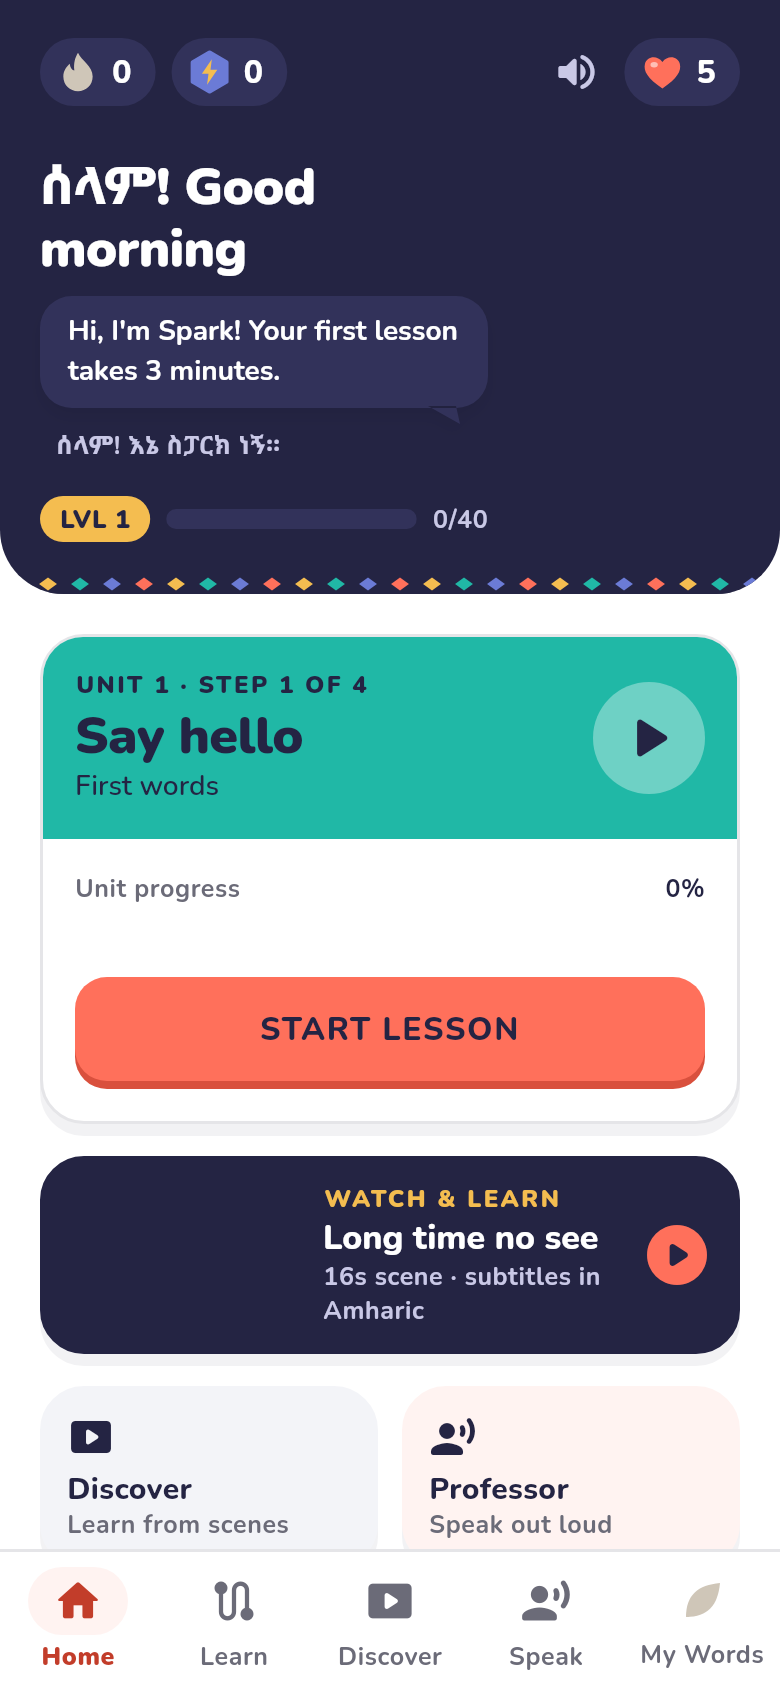 0
0
5
ሰላም! Good
morning
Hi, I'm Spark! Your first lesson
takes 3 minutes.
ሰላም! እኔ ስፓርክ ነኝ።
LVL 1
0/40
UNIT 1 · STEP 1 OF 4
Say hello
First words
Unit progress
0%
START LESSON
WATCH & LEARN
Long time no see
16s scene · subtitles in
Amharic
Discover
Learn from scenes
Professor
Speak out loud
Home
Learn
Discover
Speak
My Words